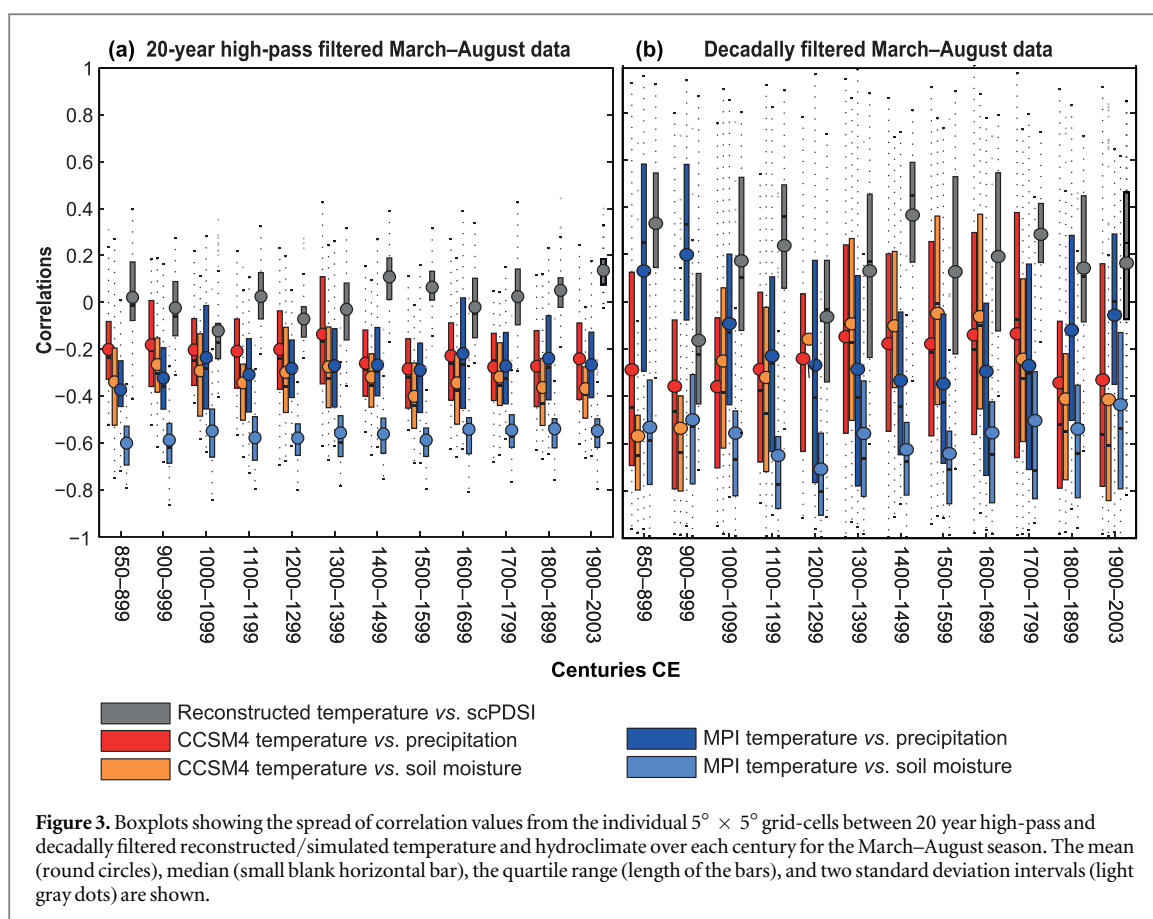 (a) 20-year high-pass filtered March–August data
(b) Decadally filtered March–August data
Correlations
1
0.8
0.6
0.4
0.2
0
−0.2
−0.4
−0.6
−0.8
−1
850–899
900–999
1000–1099
1100–1199
1200–1299
1300–1399
1400–1499
1500–1599
1600–1699
1700–1799
1800–1899
1900–2003
850–899
900–999
1000–1099
1100–1199
1200–1299
1300–1399
1400–1499
1500–1599
1600–1699
1700–1799
1800–1899
1900–2003
Centuries CE
Reconstructed temperature vs. scPDSI
CCSM4 temperature vs. precipitation
CCSM4 temperature vs. soil moisture
MPI temperature vs. precipitation
MPI temperature vs. soil moisture
Figure 3. Boxplots showing the spread of correlation values from the individual 5° × 5° grid-cells between 20 year high-pass and
decadally filtered reconstructed/simulated temperature and hydroclimate over each century for the March–August season. The mean
(round circles), median (small blank horizontal bar), the quartile range (length of the bars), and two standard deviation intervals (light
gray dots) are shown.